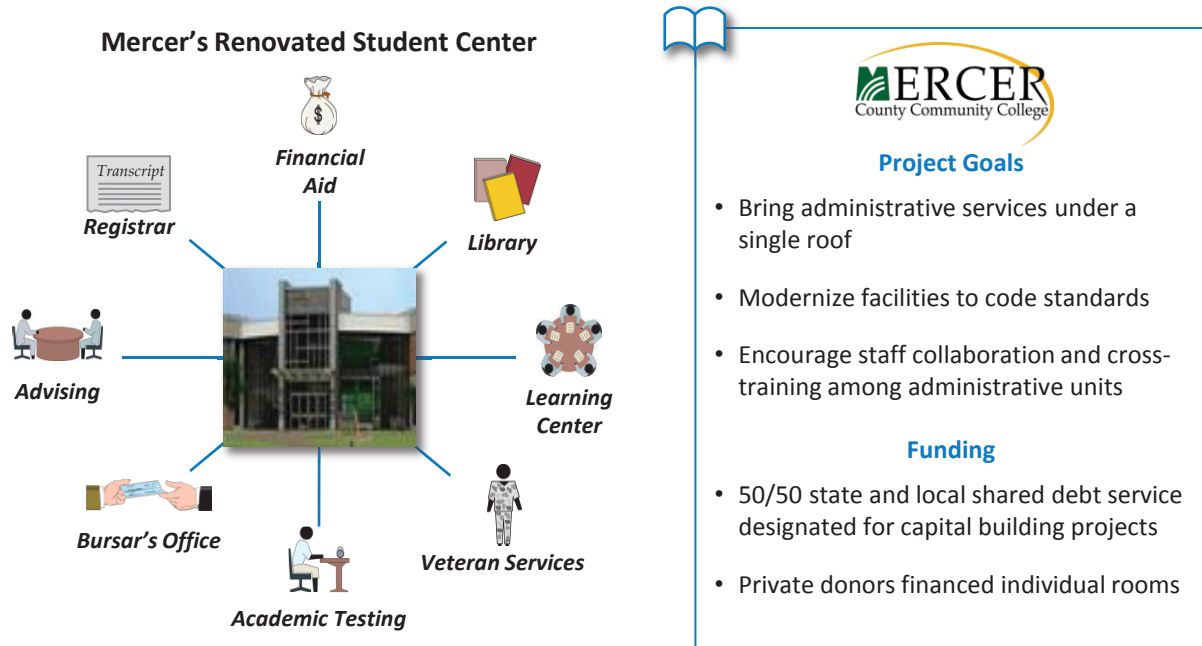 Mercer's Renovated Student Center
$
Financial
Aid
Transcript
Registrar
Library
Advising
Learning
Center
Bursar's Office
Veteran Services
Academic Testing
MERCER
County Community College
Project Goals
• Bring administrative services under a
single roof
• Modernize facilities to code standards
• Encourage staff collaboration and cross-
training among administrative units
Funding
• 50/50 state and local shared debt service
designated for capital building projects
• Private donors financed individual rooms